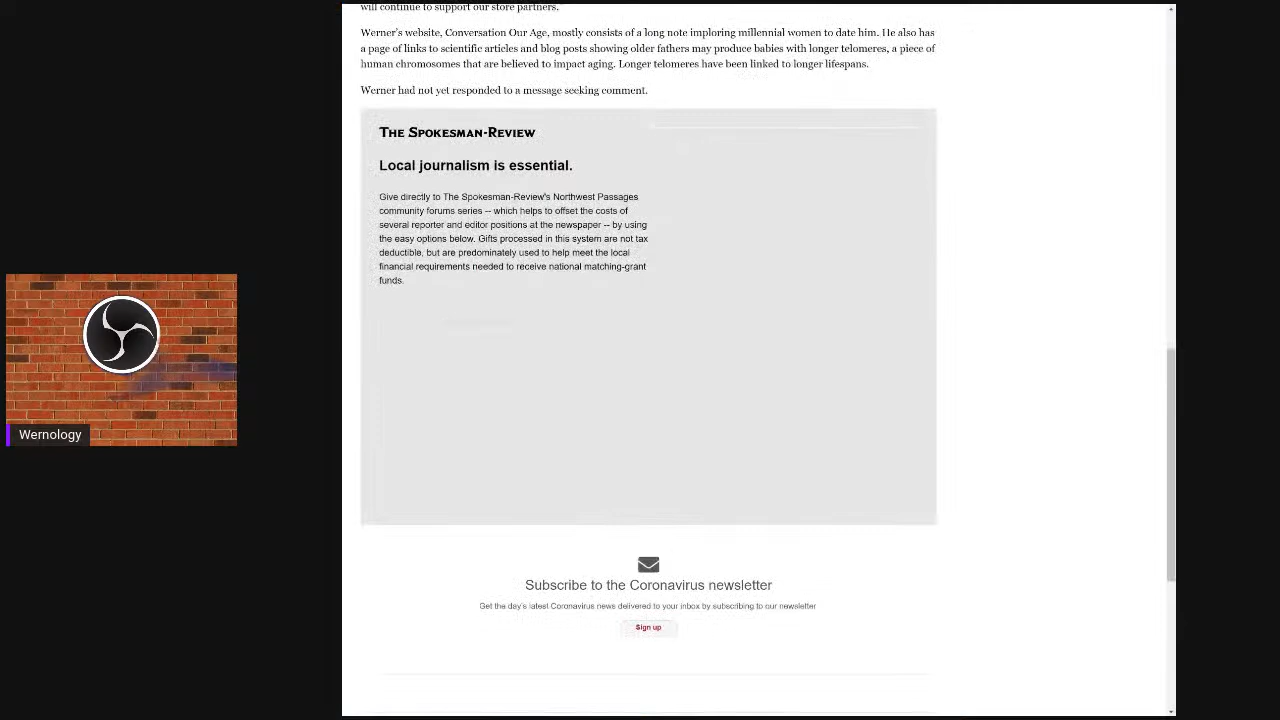 will continue to support our store partners."
Werner's website, Conversation Our Age, mostly consists of a long note imploring millennial women to date him. He also has
a page of links to scientific articles and blog posts showing older fathers may produce babies with longer telomeres, a piece of
human chromosomes that are believed to impact aging. Longer telomeres have been linked to longer lifespans.
Werner had not yet responded to a message seeking comment.
THE SPOKESMAN-REVIEW
Local journalism is essential.
Give directly to The Spokesman-Review's Northwest Passages
community forums series -- which helps to offset the costs of
several reporter and editor positions at the newspaper -- by using
the easy options below. Gifts processed in this system are not tax
deductible, but are predominately used to help meet the local
financial requirements needed to receive national matching-grant
funds.
Wernology
Subscribe to the Coronavirus newsletter
Get the day's latest Coronavirus news delivered to your inbox by subscribing to our newsletter
Sign up